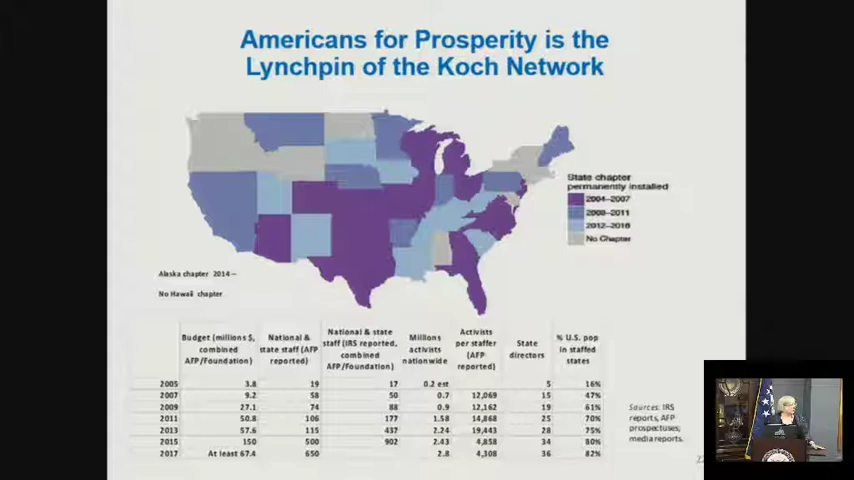 Americans for Prosperity is the
Lynchpin of the Koch Network
State chapter
permanently installed
2004–2007
2008–2011
2012–2016
No Chapter
Alaska chapter 2014 –
No Hawaii chapter
Budget (millions $, combined AFP/Foundation) National & state staff (AFP reported) National & state staff (IRS reported, combined AFP/Foundation) Millions activists nationwide Activists per staffer (AFP reported) State directors % U.S. pop in staffed states
2005 3.8 19 17 0.2 est 5 16%
2007 9.2 58 50 0.7 12,069 15 47%
2009 27.1 74 88 0.9 12,162 19 61%
2011 50.8 106 177 1.58 14,868 25 70%
2013 57.6 115 437 2.24 19,443 28 75%
2015 150 500 902 2.43 4,858 34 80%
2017 At least 67.4 650 2.8 4,308 36 82%
Sources: IRS
reports, AFP
prospectuses;
media reports.